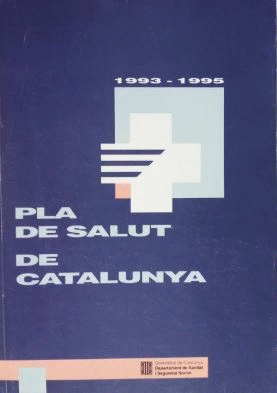 1993 - 1995
PLA
DE SALUT
DE
CATALUNYA
Generalitat de Catalunya
Departament de Sanitat
i Seguretat Social